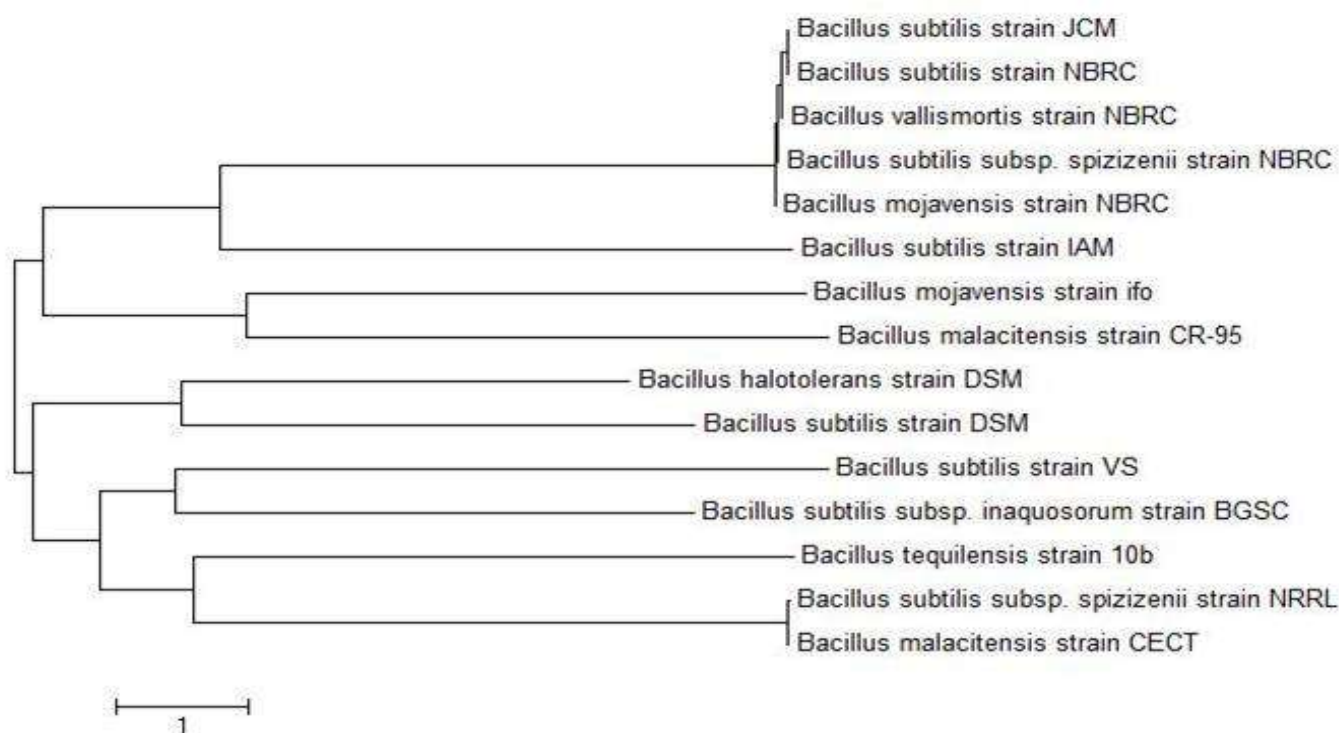 Bacillus subtilis strain JCM
Bacillus subtilis strain NBRC
Bacillus vallismortis strain NBRC
Bacillus subtilis subsp. spizizenii strain NBRC
Bacillus mojavensis strain NBRC
Bacillus subtilis strain IAM
Bacillus mojavensis strain ifo
Bacillus malacitensis strain CR-95
Bacillus halotolerans strain DSM
Bacillus subtilis strain DSM
Bacillus subtilis strain VS
Bacillus subtilis subsp. inaquosorum strain BGSC
Bacillus tequilensis strain 10b
Bacillus subtilis subsp. spizizenii strain NRRL
Bacillus malacitensis strain CECT
1